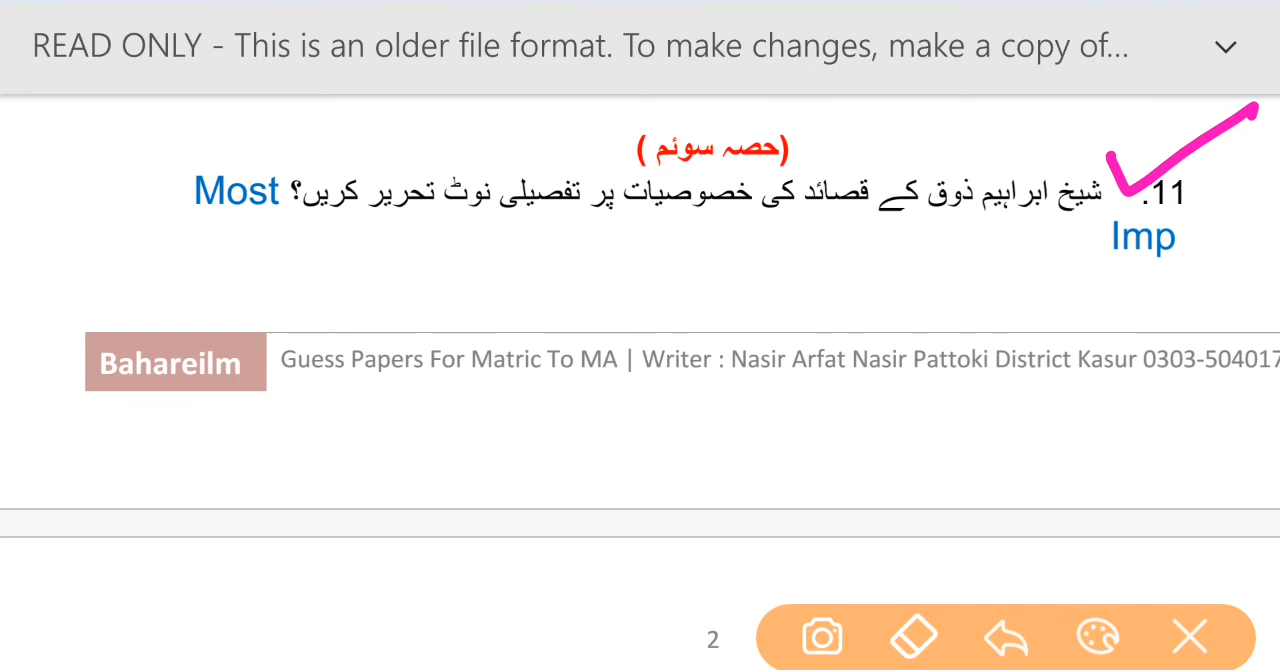 READ ONLY - This is an older file format. To make changes, make a copy of...
(حصہ سوئم )
11. شیخ ابراہیم ذوق کے قصائد کی خصوصیات پر تفصیلی نوٹ تحریر کریں؟ Most
Imp
Bahareilm Guess Papers For Matric To MA | Writer : Nasir Arfat Nasir Pattoki District Kasur 0303-504017
2